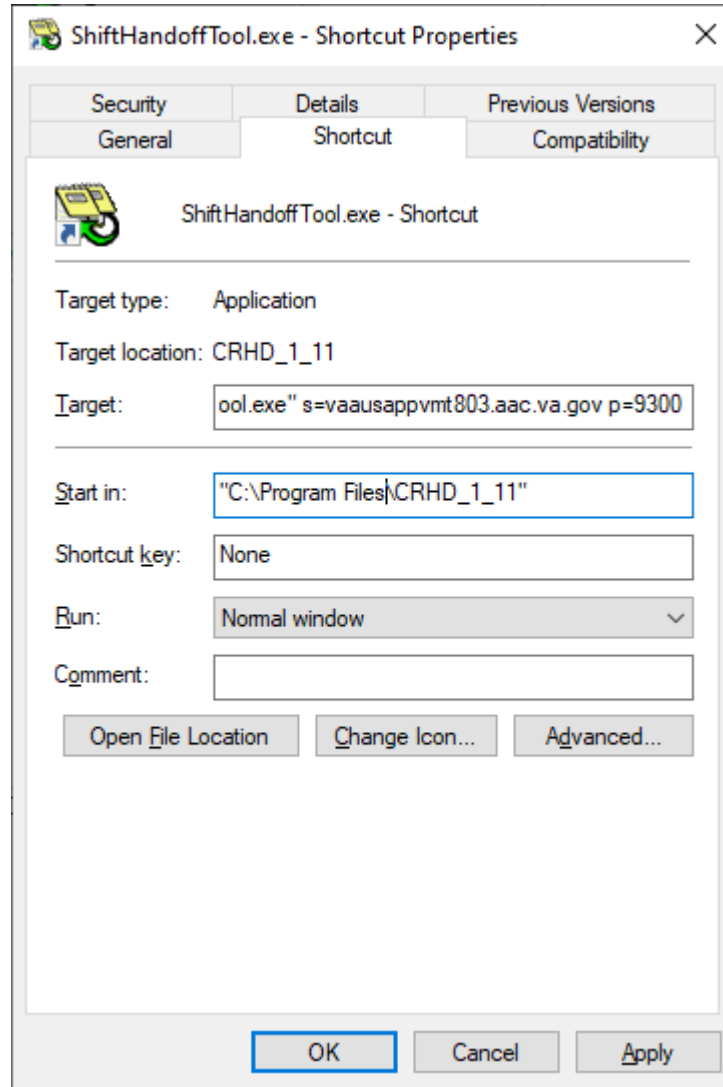 ShiftHandoffTool.exe - Shortcut Properties
Security Details Previous Versions
General Shortcut Compatibility
ShiftHandoffTool.exe - Shortcut
Target type: Application
Target location: CRHD_1_11
Target: ool.exe" s=vaausappvmt803.aac.va.gov p=9300
Start in: "C:\Program Files\CRHD_1_11"
Shortcut key: None
Run: Normal window
Comment:
Open File Location Change Icon... Advanced...
OK Cancel Apply